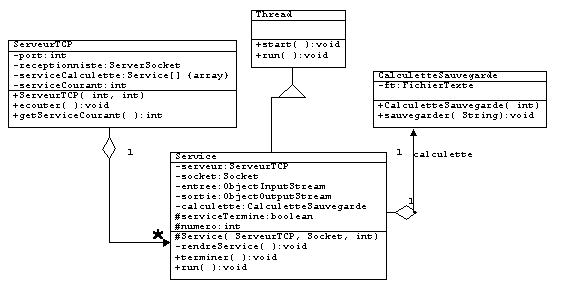 Thread
+start( ):void
+run( ):void
ServeurTCP
-port:int
-receptionniste:ServerSocket
-serviceCalculette:Service[] {array}
-serviceCourant:int
+ServeurTCP( int, int)
+ecouter( ):void
+getServiceCourant( ):int
CalculetteSauvegarde
-ft:FichierTexte
+CalculetteSauvegarde( int)
+sauvegarder( String):void
1
1
calculette
Service
-serveur:ServeurTCP
-socket:Socket
-entree:ObjectInputStream
-sortie:ObjectOutputStream
-calculette:CalculetteSauvegarde
#serviceTermine:boolean
#numero:int
#Service( ServeurTCP, Socket, int)
-rendreService( ):void
+terminer( ):void
+run( ):void
1
*